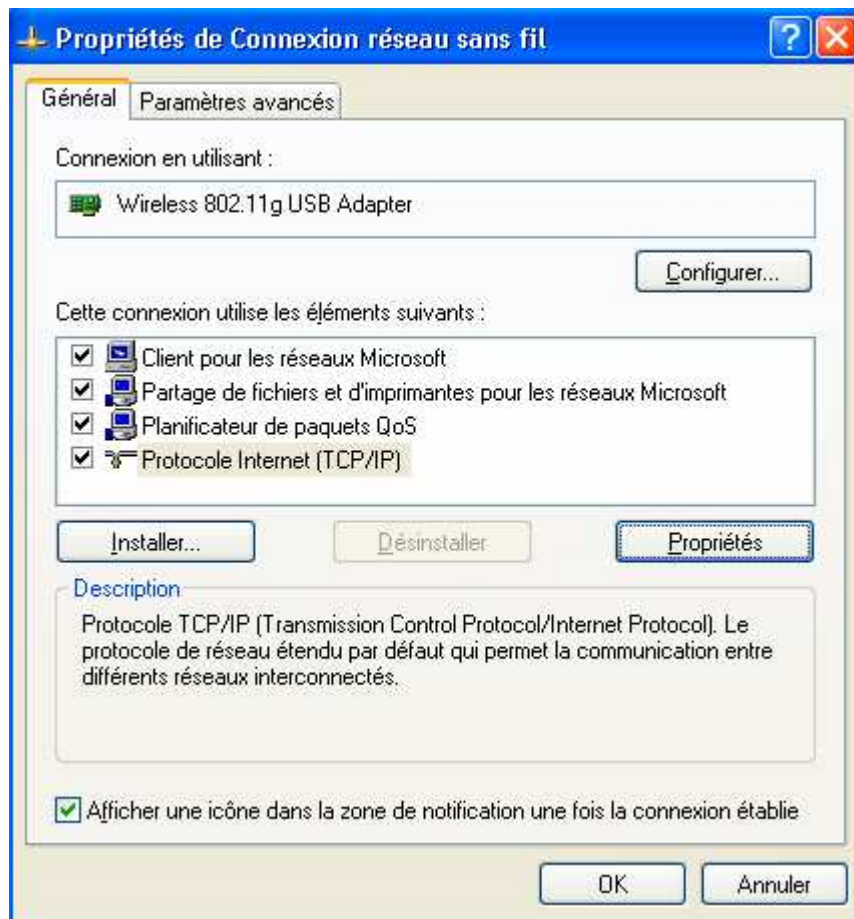 Propriétés de Connexion réseau sans fil
?
Général
Paramètres avancés
Connexion en utilisant :
Wireless 802.11g USB Adapter
Configurer...
Cette connexion utilise les éléments suivants :
Client pour les réseaux Microsoft
Partage de fichiers et d'imprimantes pour les réseaux Microsoft
Planificateur de paquets QoS
Protocole Internet (TCP/IP)
Installer...
Désinstaller
Propriétés
Description
Protocole TCP/IP (Transmission Control Protocol/Internet Protocol). Le
protocole de réseau étendu par défaut qui permet la communication entre
différents réseaux interconnectés.
Afficher une icône dans la zone de notification une fois la connexion établie
OK
Annuler